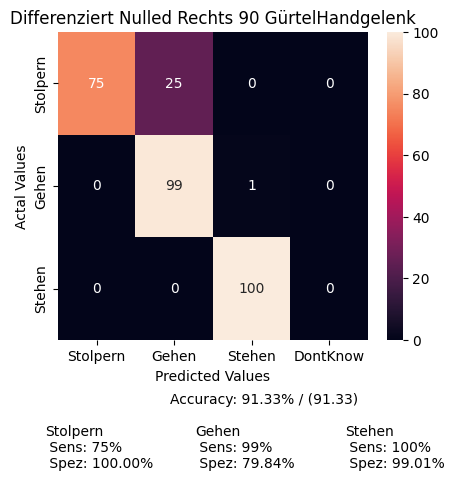 Differenziert Nulled Rechts 90 GürtelHandgelenk
100
Stolpern 75 25 0 0
80
Actal Values
60
Gehen 0 99 1 0
40
Stehen 0 0 100 0
20
0
Stolpern Gehen Stehen DontKnow
Predicted Values
Accuracy: 91.33% / (91.33)
Stolpern Gehen Stehen
Sens: 75% Sens: 99% Sens: 100%
Spez: 100.00% Spez: 79.84% Spez: 99.01%